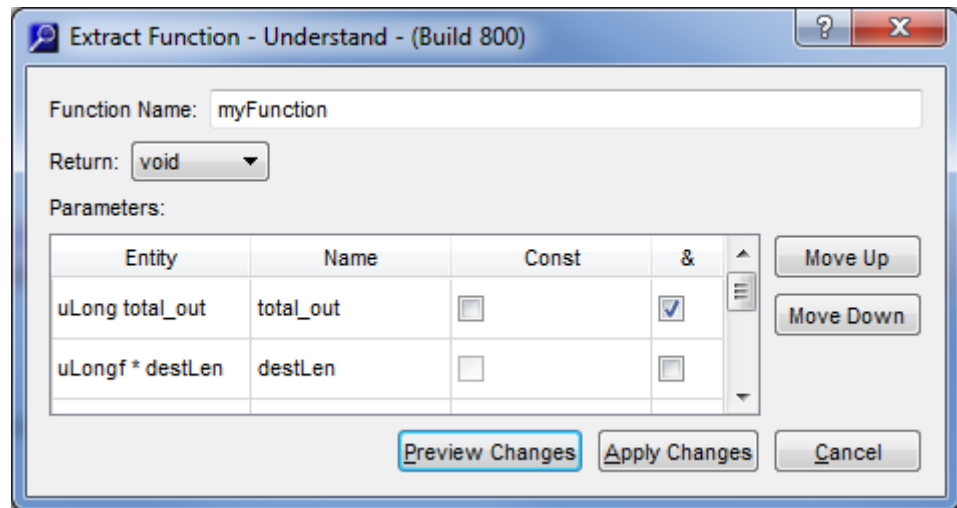 Extract Function - Understand - (Build 800)
?
Function Name: myFunction
Return: void
Parameters:
Entity Name Const &
Move Up
uLong total_out total_out
Move Down
uLongf * destLen destLen
Preview Changes Apply Changes Cancel